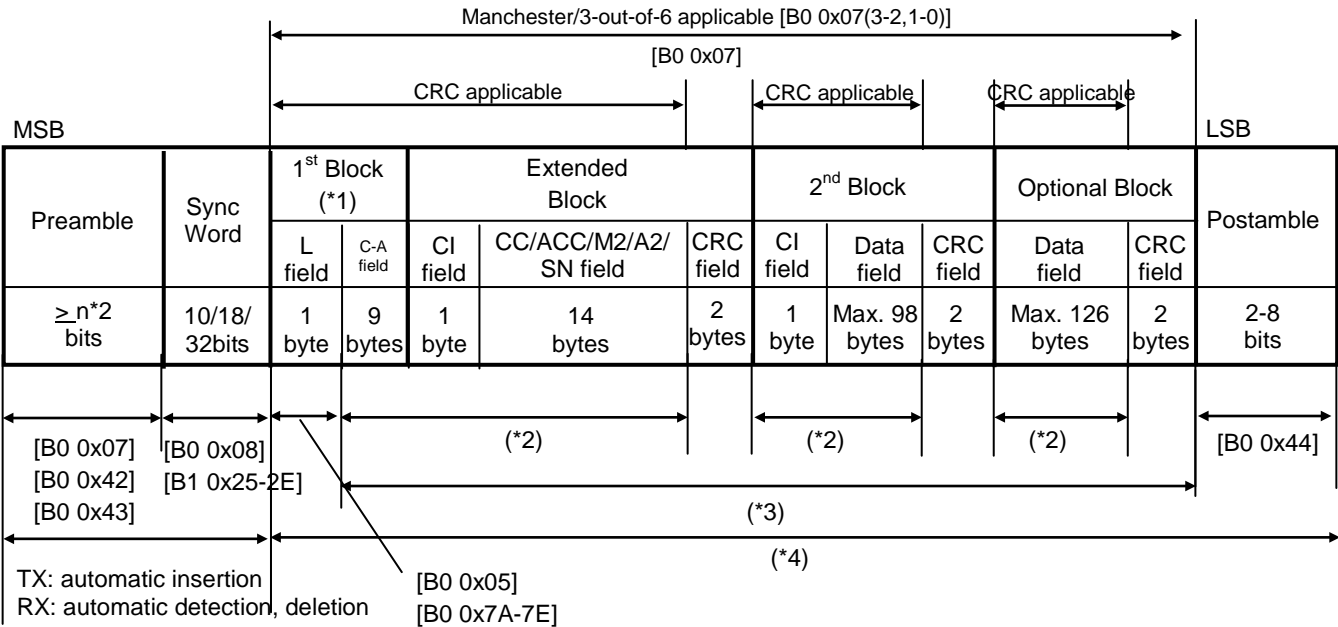 Manchester/3-out-of-6 applicable [B0 0x07(3-2,1-0)]
[B0 0x07]
CRC applicable
CRC applicable
CRC applicable
MSB
LSB
Preamble
Sync
Word
1st Block
(*1)
Extended
Block
2nd Block
Optional Block
Postamble
L
field
C-A
field
CI
field
CC/ACC/M2/A2/
SN field
CRC
field
CI
field
Data
field
CRC
field
Data
field
CRC
field
≥ n*2
bits
10/18/
32bits
1
byte
9
bytes
1
byte
14
bytes
2
bytes
1
byte
Max. 98
bytes
2
bytes
Max. 126
bytes
2
bytes
2-8
bits
[B0 0x07]
[B0 0x42]
[B0 0x43]
[B0 0x08]
[B1 0x25-2E]
(*2)
(*2)
(*2)
[B0 0x44]
(*3)
(*4)
TX: automatic insertion
RX: automatic detection, deletion
[B0 0x05]
[B0 0x7A-7E]